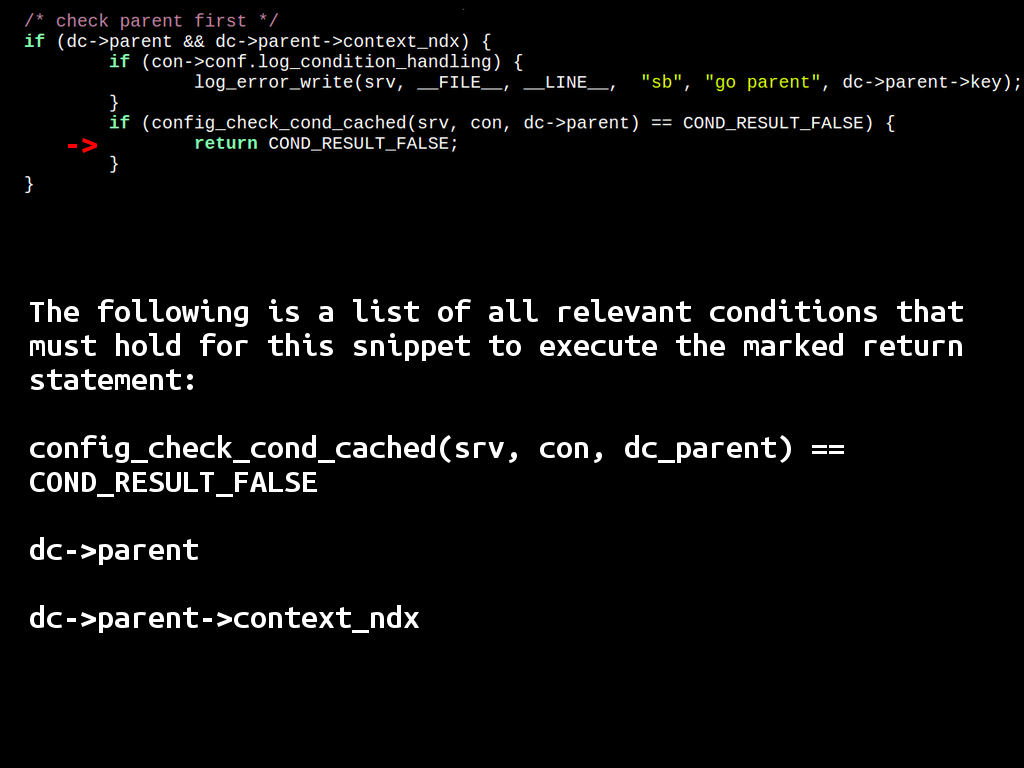 /* check parent first */
if (dc->parent && dc->parent->context_ndx) {
        if (con->conf.log_condition_handling) {
                log_error_write(srv, __FILE__, __LINE__,  "sb", "go parent", dc->parent->key);
        }
        if (config_check_cond_cached(srv, con, dc->parent) == COND_RESULT_FALSE) {
    ->          return COND_RESULT_FALSE;
        }
}
The following is a list of all relevant conditions that
must hold for this snippet to execute the marked return
statement:
config_check_cond_cached(srv, con, dc_parent) ==
COND_RESULT_FALSE
dc->parent
dc->parent->context_ndx